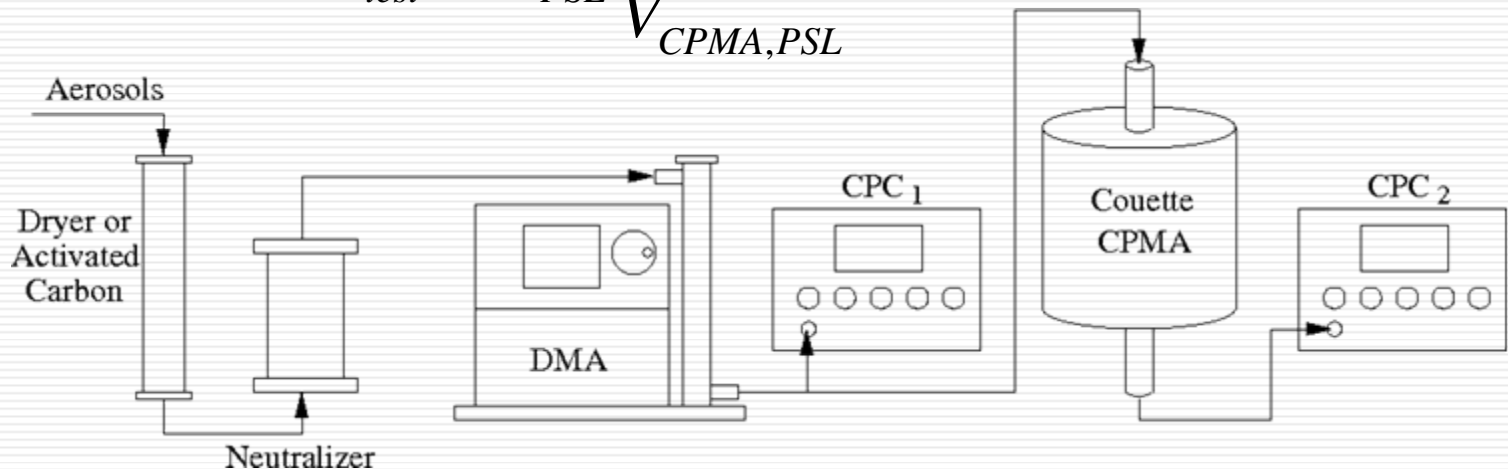 CPMA,PSL
Aerosols
Dryer or
Activated
Carbon
Neutralizer
DMA
CPC 1
Couette
CPMA
CPC 2